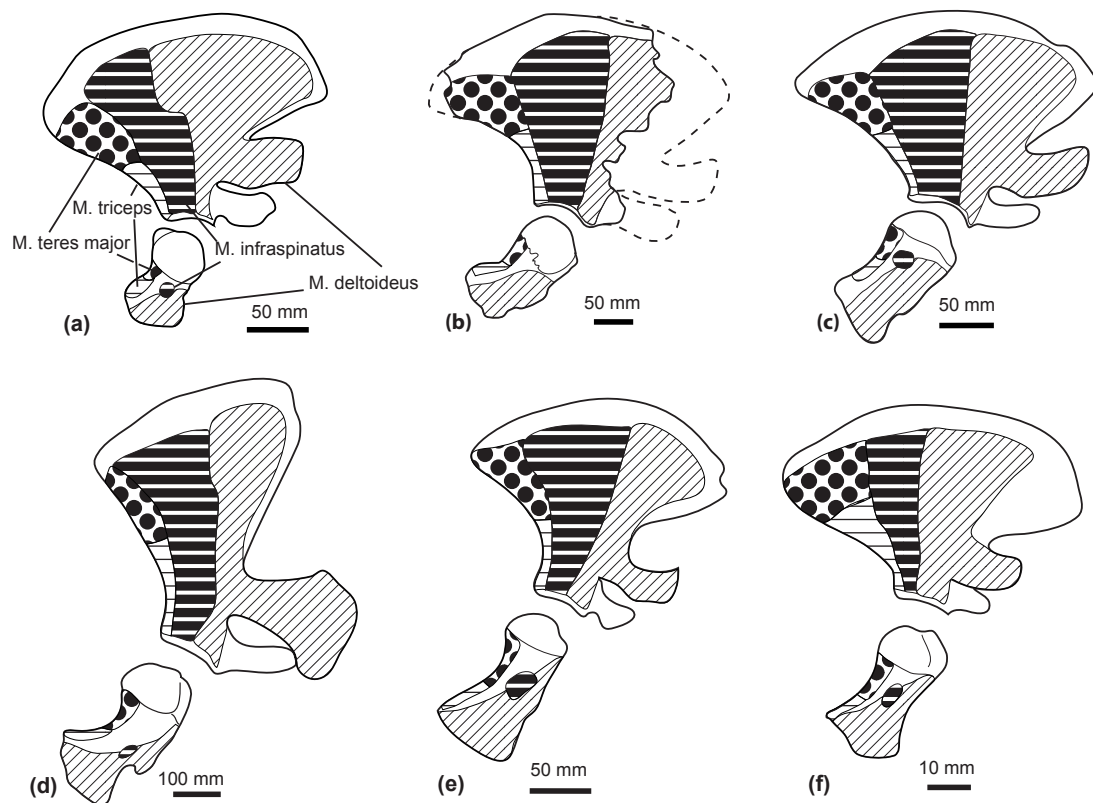 M. triceps
M. teres major
M. infraspinatus
M. deltoideus
(a)
50 mm
(b)
50 mm
(c)
50 mm
(d)
100 mm
(e)
50 mm
(f)
10 mm